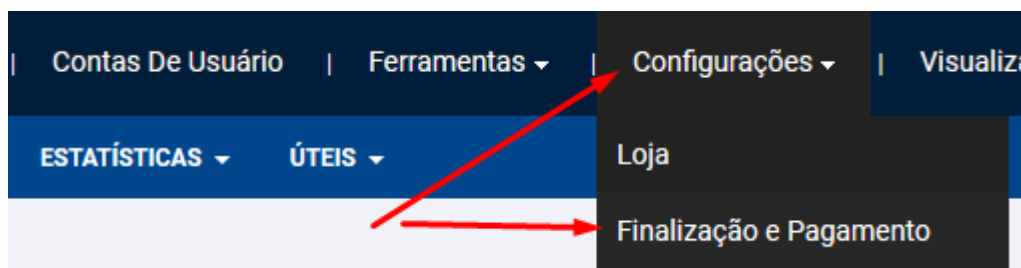 | Contas De Usuário | Ferramentas | Configurações | Visualiza
ESTATÍSTICAS ÚTEIS
Loja
Finalização e Pagamento